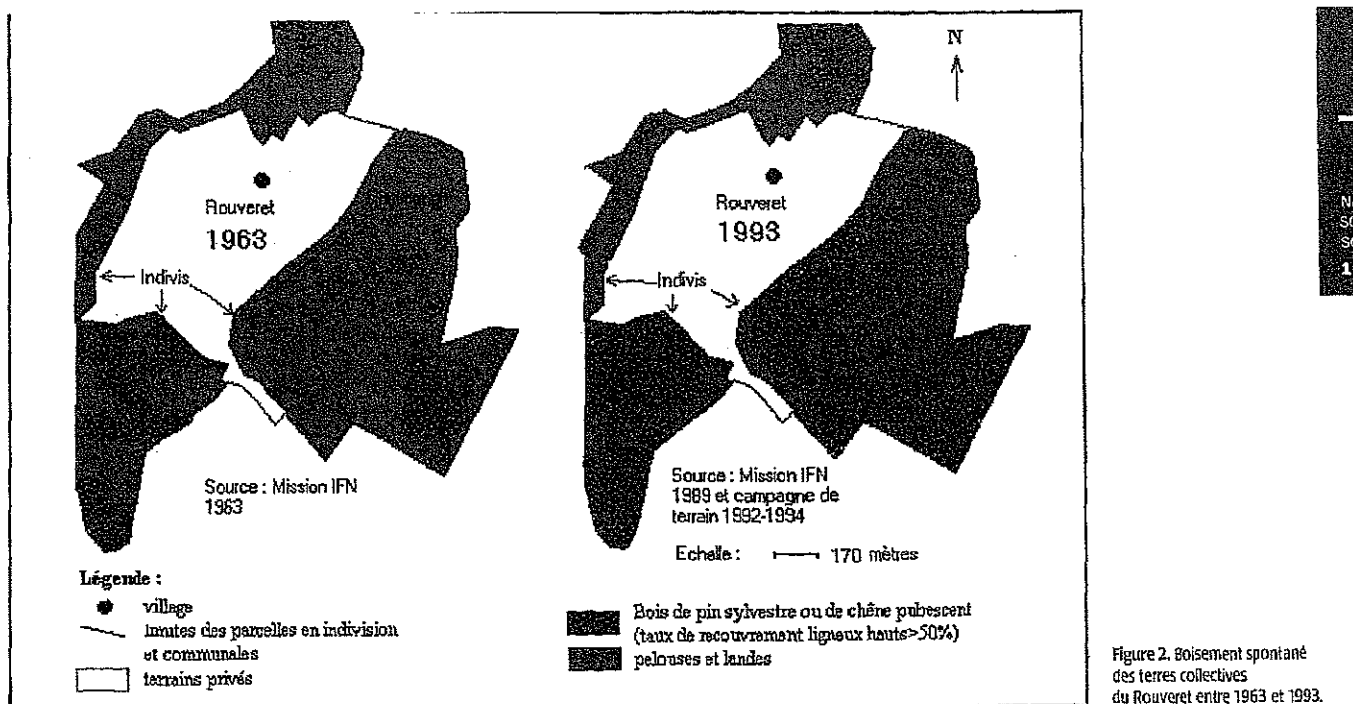 N
Rouveret
1963
Indivis
Source : Mission IFN
1963
Rouveret
1993
Indivis
Source : Mission IFN
1989 et campagne de
terrain 1992-1994
Echelle : 170 mètres
Légende :
village
limites des parcelles en indivision
et communales
terrains privés
Bois de pin sylvestre ou de chêne pubescent
(taux de recouvrement ligneux hauts>50%)
pelouses et landes
Figure 2. Boisement spontané
des terres collectives
du Rouveret entre 1963 et 1993.